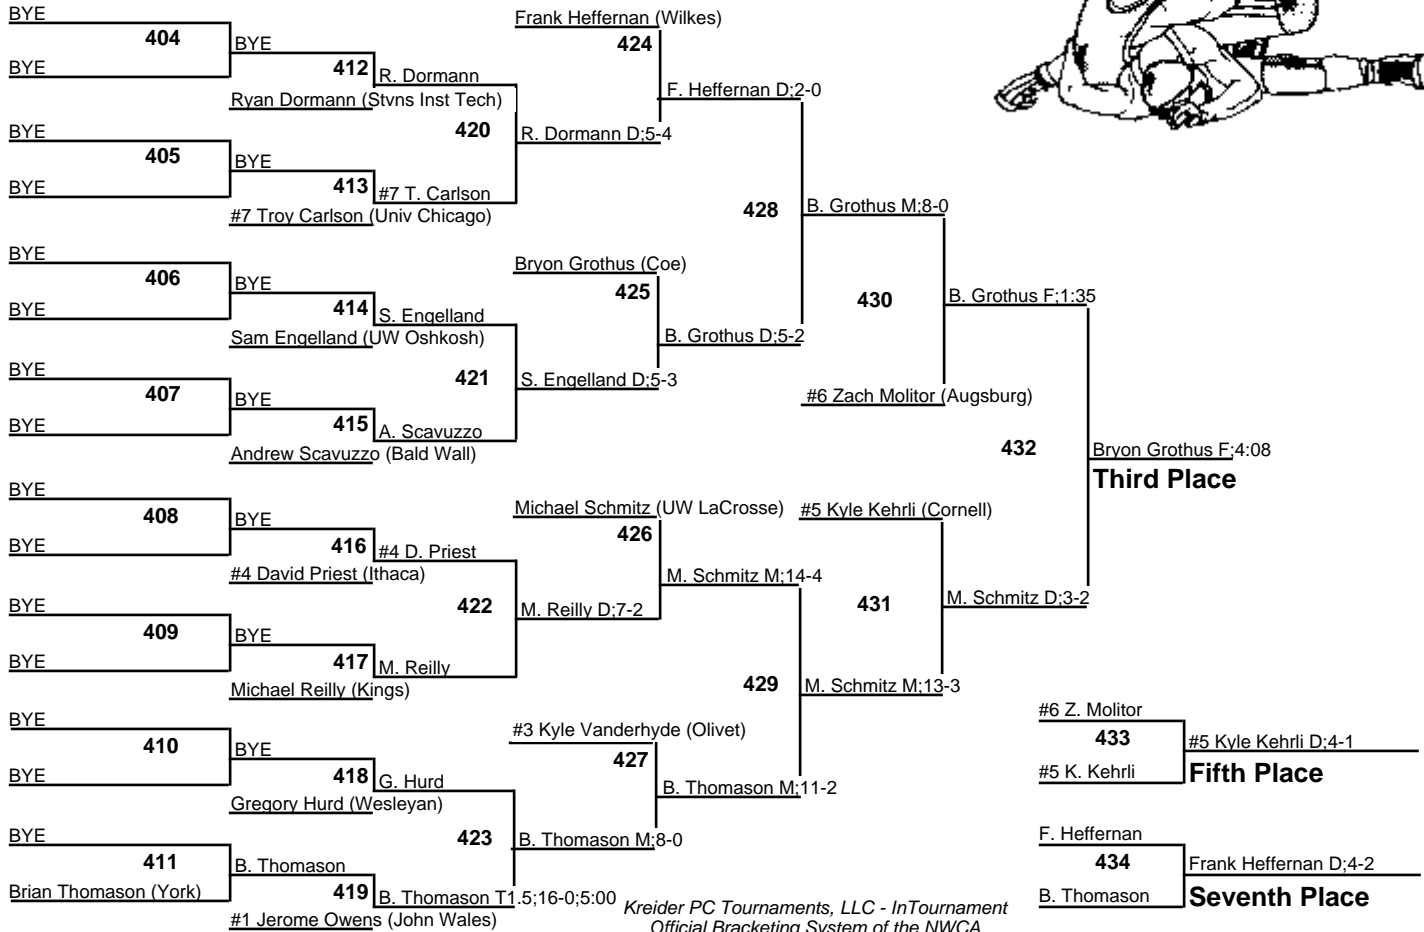 BYE
404
BYE
BYE
412
R. Dormann
Ryan Dormann (Stvns Inst Tech)
420
R. Dormann D;5-4
BYE
405
BYE
BYE
413
#7 T. Carlson
#7 Troy Carlson (Univ Chicago)
Frank Heffernan (Wilkes)
424
F. Heffernan D;2-0
BYE
406
BYE
BYE
414
S. Engelland
Sam Engelland (UW Oshkosh)
421
S. Engelland D;5-3
BYE
407
BYE
BYE
415
A. Scavuzzo
Andrew Scavuzzo (Bald Wall)
Bryon Grothus (Coe)
425
B. Grothus D;5-2
428
B. Grothus M;8-0
430
B. Grothus F;1:35
#6 Zach Molitor (Augsburg)
432
Bryon Grothus F;4:08
Third Place
BYE
408
BYE
BYE
416
#4 D. Priest
#4 David Priest (Ithaca)
422
M. Reilly D;7-2
BYE
409
BYE
BYE
417
M. Reilly
Michael Reilly (Kings)
Michael Schmitz (UW LaCrosse)
426
M. Schmitz M;14-4
#5 Kyle Kehrli (Cornell)
431
M. Schmitz D;3-2
429
M. Schmitz M;13-3
BYE
410
BYE
BYE
418
G. Hurd
Gregory Hurd (Wesleyan)
423
B. Thomason M;8-0
BYE
411
B. Thomason
Brian Thomason (York)
419
B. Thomason T1.5;16-0;5:00
#1 Jerome Owens (John Wales)
#3 Kyle Vanderhyde (Olivet)
427
B. Thomason M;11-2
#6 Z. Molitor
433
#5 Kyle Kehrli D;4-1
#5 K. Kehrli
Fifth Place
F. Heffernan
434
Frank Heffernan D;4-2
B. Thomason
Seventh Place
Kreider PC Tournaments, LLC - InTournament
Official Bracketing System of the NWCA